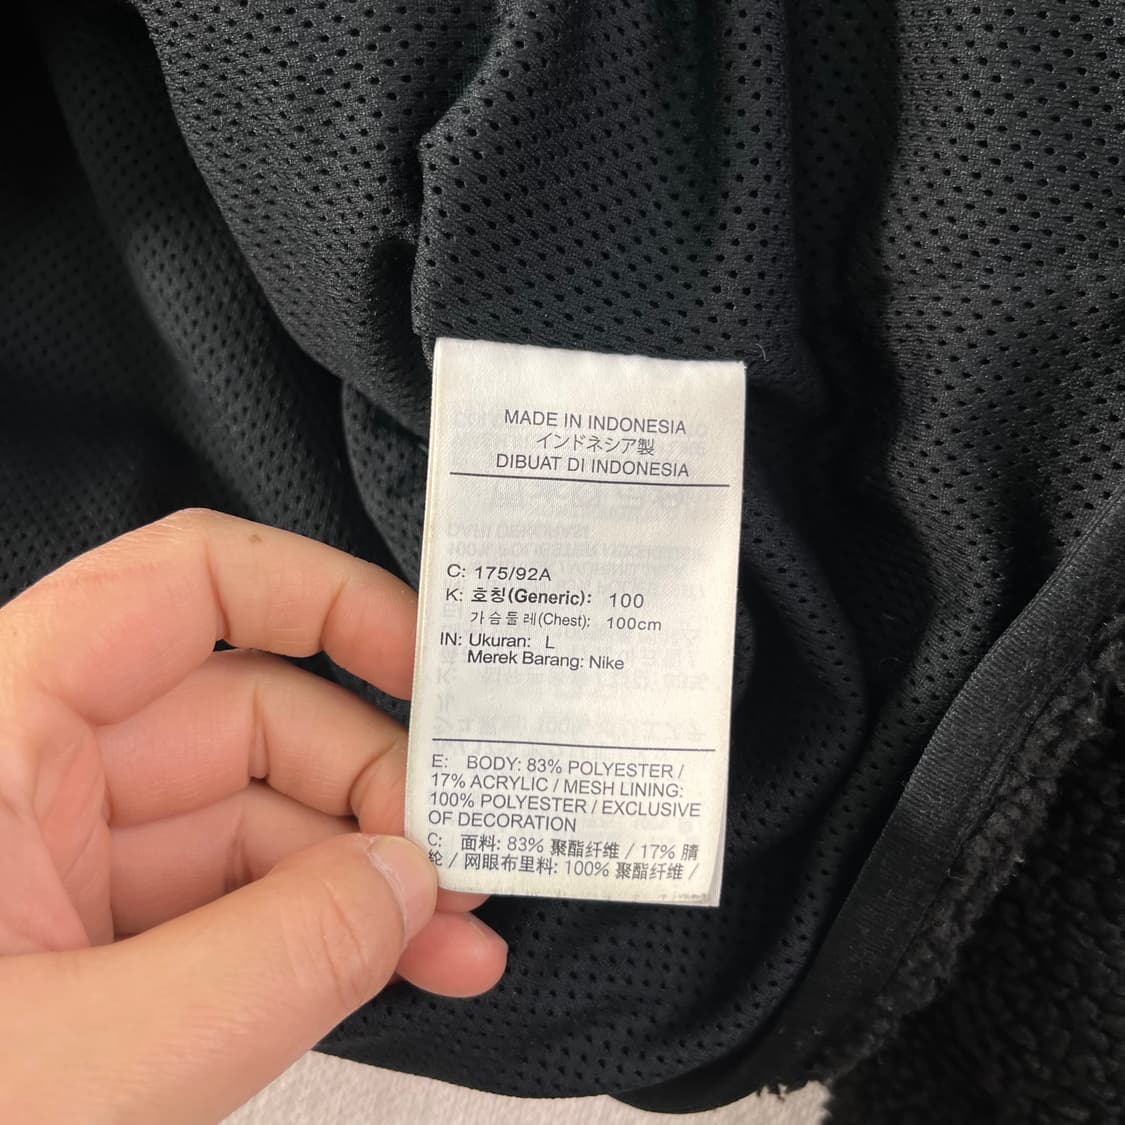 MADE IN INDONESIA
インドネシア製
DIBUAT DI INDONESIA
C: 175/92A
K: 호칭(Generic): 100
가슴둘레(Chest): 100cm
IN: Ukuran: L
Merek Barang: Nike
E: BODY: 83% POLYESTER /
17% ACRYLIC / MESH LINING:
100% POLYESTER / EXCLUSIVE
OF DECORATION
C: 面料: 83% 聚酯纤维 / 17% 腈
纶 / 网眼布里料: 100% 聚酯纤维 /